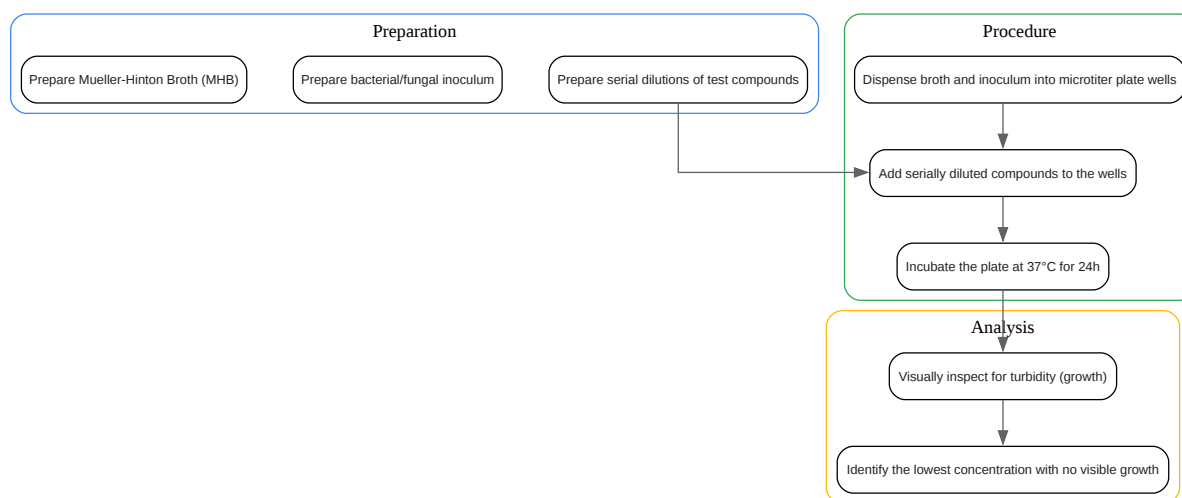 Preparation
Prepare Mueller-Hinton Broth (MHB)
Prepare bacterial/fungal inoculum
Prepare serial dilutions of test compounds
Procedure
Dispense broth and inoculum into microtiter plate wells
Add serially diluted compounds to the wells
Incubate the plate at 37°C for 24h
Analysis
Visually inspect for turbidity (growth)
Identify the lowest concentration with no visible growth